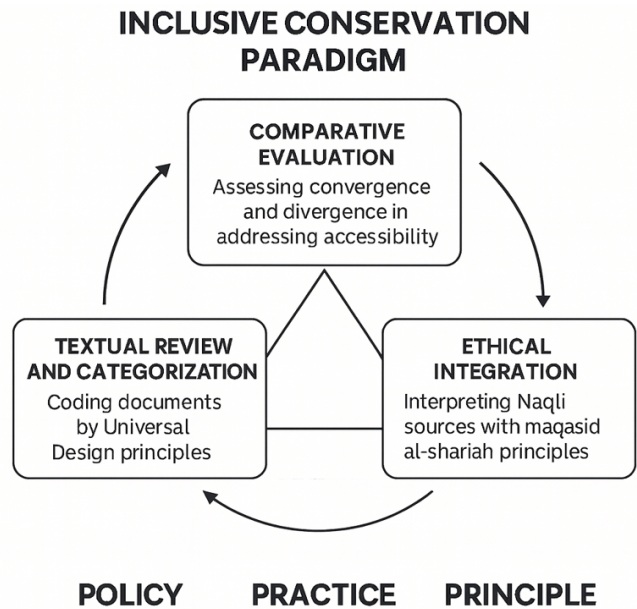 INCLUSIVE CONSERVATION
PARADIGM
COMPARATIVE
EVALUATION
Assessing convergence
and divergence in
addressing accessibility
TEXTUAL REVIEW
AND CATEGORIZATION
Coding documents
by Universal
Design principles
ETHICAL
INTEGRATION
Interpreting Naqli
sources with maqasid
al-shariah principles
POLICY PRACTICE PRINCIPLE